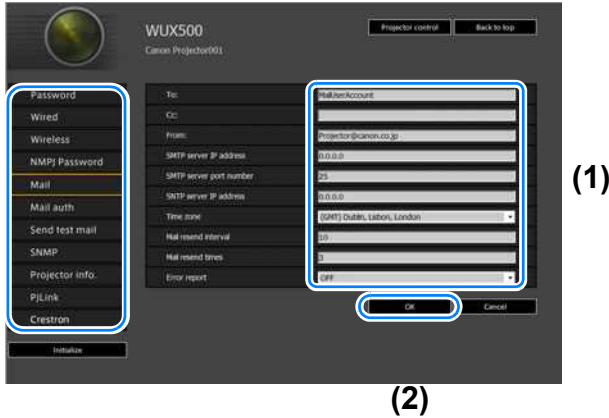 WUX500
Canon Projector001
Projector control
Back to top
Password
Wired
Wireless
NMPJ Password
Mail
Mail auth
Send test mail
SNMP
Projector info.
PJLink
Crestron
Initialize
To: MailUserAccount
Cc:
From: Projector@canon.co.jp
SMTP server IP address 0.0.0.0
SMTP server port number 25
SNTP server IP address 0.0.0.0
Time zone (GMT) Dublin, Lisbon, London
Mail resend interval 10
Mail resend times 3
Error report OFF
OK
Cancel
(1)
(2)